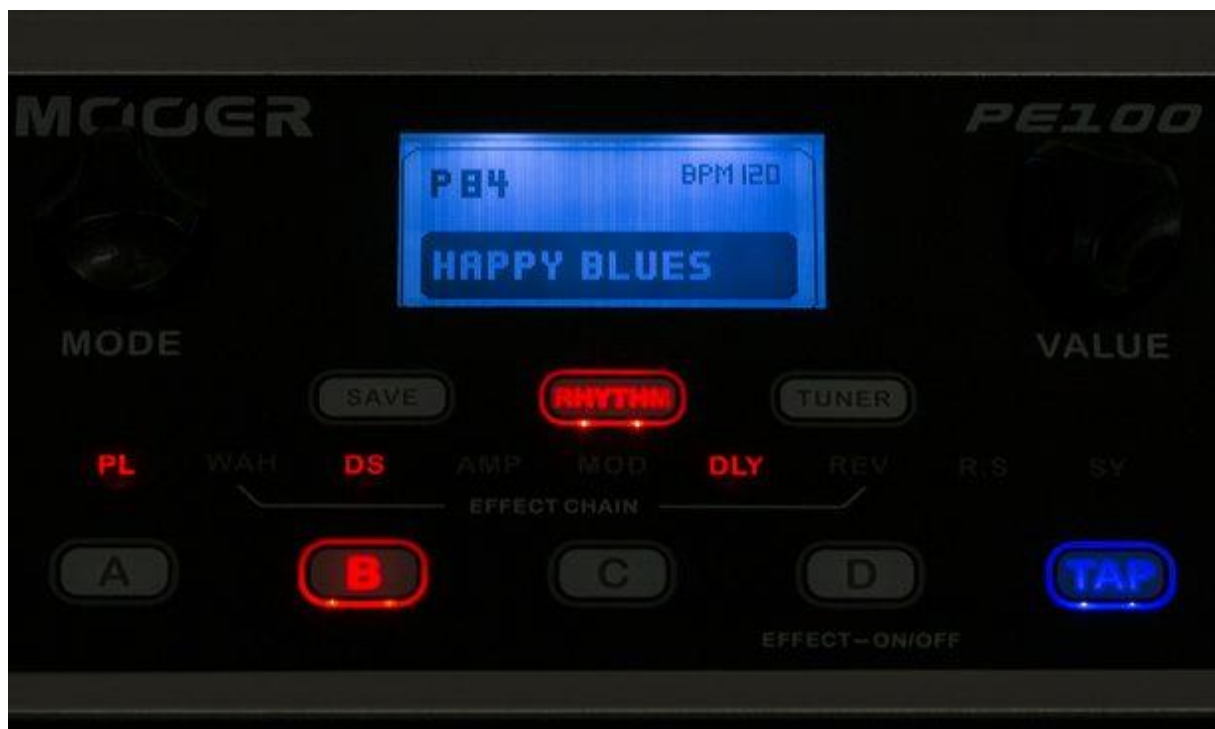 MOOER PE100
P84 BPM 120
HAPPY BLUES
MODE VALUE
SAVE RHYTHM TUNER
PL WAH DS AMP MOD DLY REV R.S SY
EFFECT CHAIN
A B C D TAP
EFFECT-ON/OFF